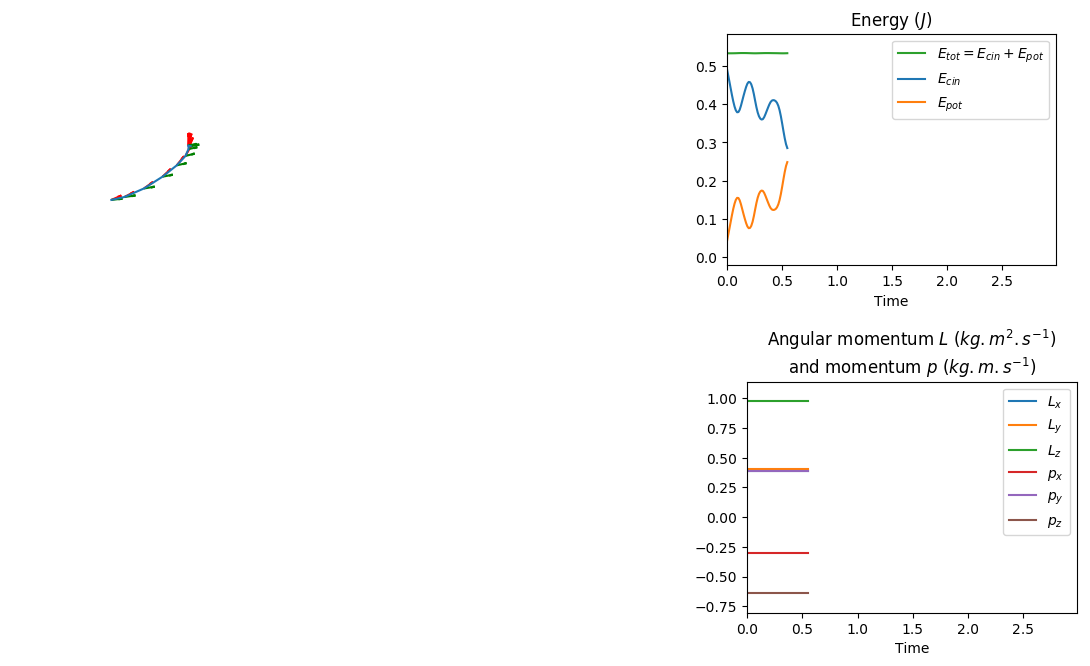 Energy (J)
E_tot = E_cin + E_pot
E_cin
E_pot
0.5
0.4
0.3
0.2
0.1
0.0
0.0 0.5 1.0 1.5 2.0 2.5
Time
Angular momentum L (kg.m².s⁻¹)
and momentum p (kg.m.s⁻¹)
L_x
L_y
L_z
p_x
p_y
p_z
1.00
0.75
0.50
0.25
0.00
−0.25
−0.50
−0.75
0.0 0.5 1.0 1.5 2.0 2.5
Time